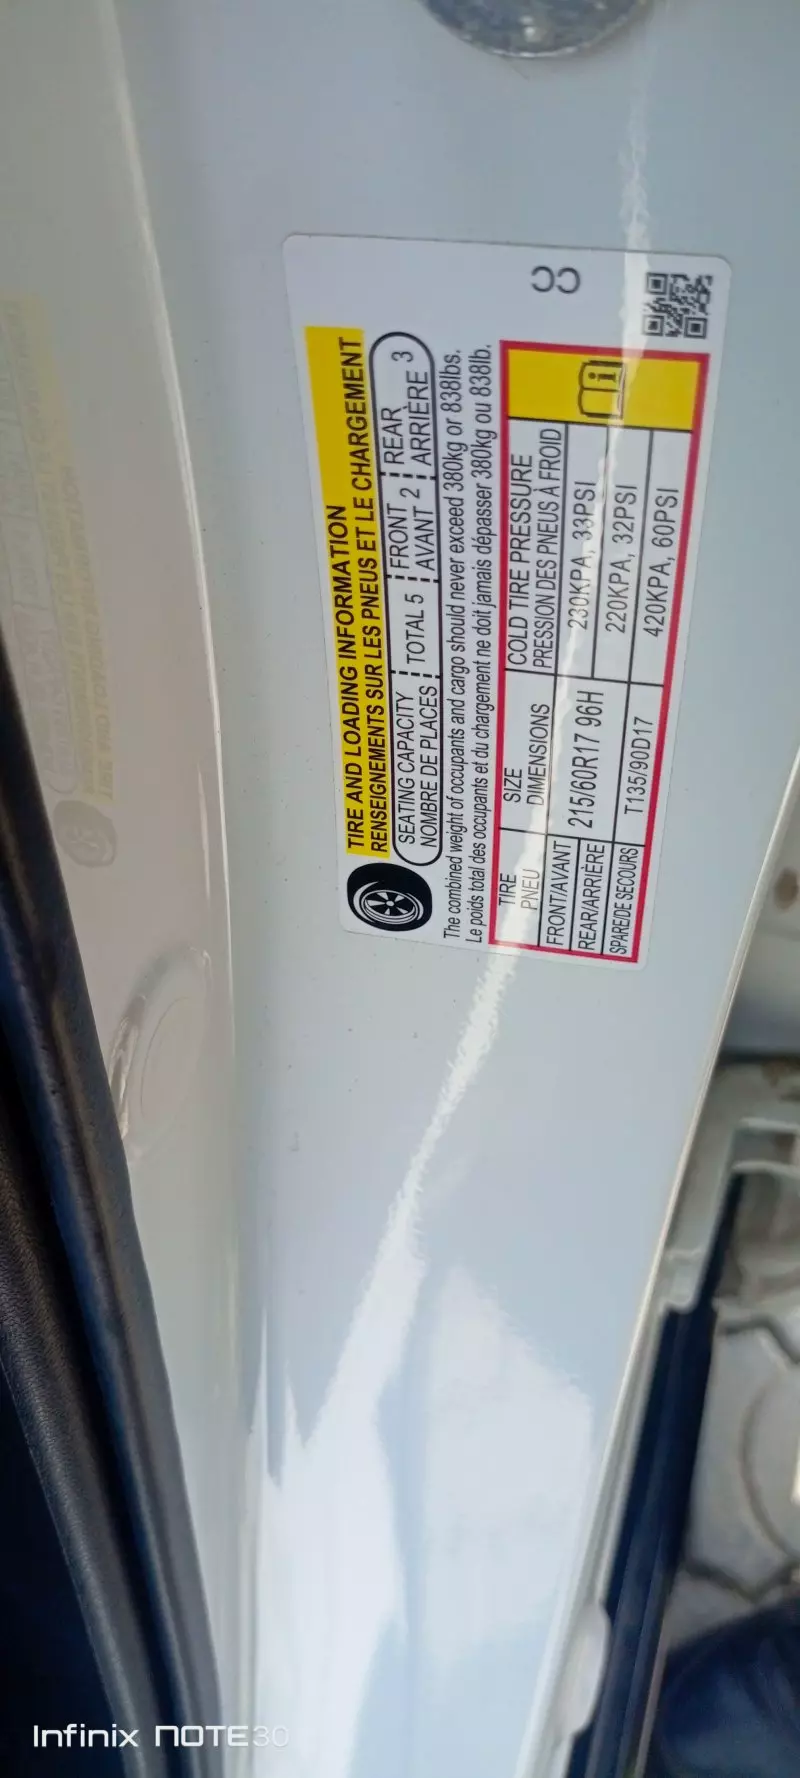 TIRE AND LOADING INFORMATION
RENSEIGNEMENTS SUR LES PNEUS ET LE CHARGEMENT
SEATING CAPACITY TOTAL 5 FRONT 2 REAR 3
NOMBRE DE PLACES AVANT ARRIÈRE
The combined weight of occupants and cargo should never exceed 380kg or 838lbs.
Le poids total des occupants et du chargement ne doit jamais dépasser 380kg ou 838lb.
TIRE SIZE COLD TIRE PRESSURE
PNEU DIMENSIONS PRESSION DES PNEUS À FROID
FRONT/AVANT 215/60R17 96H 230KPA, 33PSI
REAR/ARRIÈRE 220KPA, 32PSI
SPARE/DE SECOURS T135/90D17 420KPA, 60PSI
CC
Infinix NOTE 30